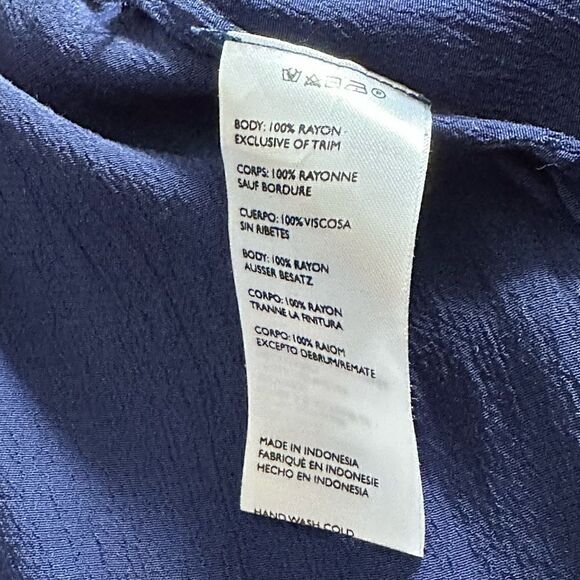 BODY: 100% RAYON
EXCLUSIVE OF TRIM
CORPS: 100% RAYONNE
SAUF BORDURE
CUERPO: 100% VISCOSA
SIN RIBETES
BODY: 100% RAYON
AUSSER BESATZ
CORPO: 100% RAYON
TRANNE LA FINITURA
CORPO: 100% RAIOM
EXCEPTO DEBRUM/REMATE
MADE IN INDONESIA
FABRIQUÉ EN INDONESIE
HECHO EN INDONESIA
HAND WASH COLD